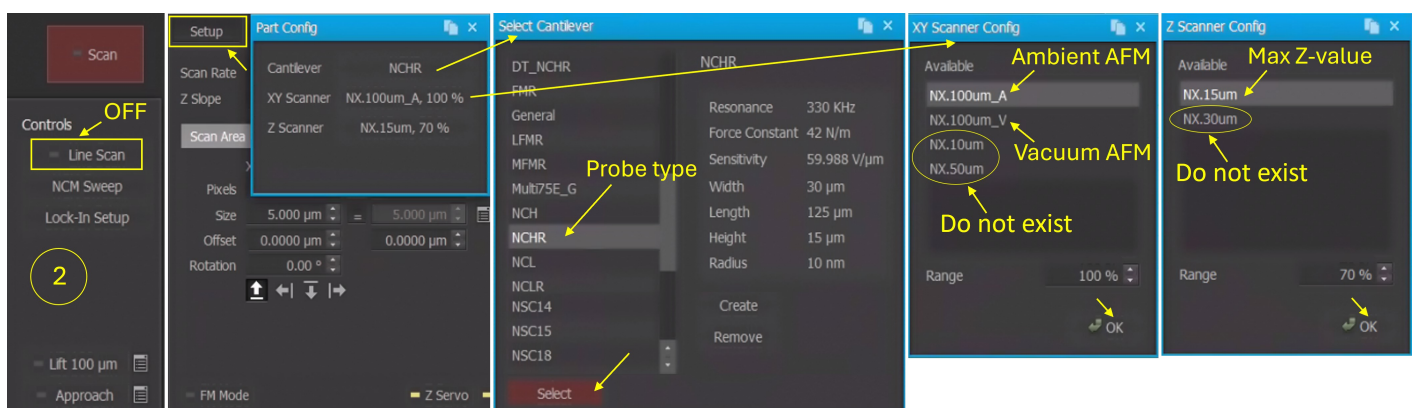 Scan
Controls
OFF
Line Scan
NCM Sweep
Lock-In Setup
2
Lift 100 µm
Approach
Setup
Scan Rate
Z Slope
Scan Area
Pixels
Size 5.000 µm = 5.000 µm
Offset 0.0000 µm 0.0000 µm
Rotation 0.00 °
FM Mode
Z Servo
Part Config
Cantilever NCHR
XY Scanner NX.100um_A, 100 %
Z Scanner NX.15um, 70 %
Select Cantilever
DT_NCHR
FMR
General
LFMR
MFMR
Multi75E_G
NCH
NCHR
NCL
NCLR
NSC14
NSC15
NSC18
Select
Probe type
NCHR
Resonance 330 KHz
Force Constant 42 N/m
Sensitivity 59.988 V/µm
Width 30 µm
Length 125 µm
Height 15 µm
Radius 10 nm
Create
Remove
XY Scanner Config
Available
Ambient AFM
NX.100um_A
NX.100um_V
Vacuum AFM
NX.10um
NX.50um
Do not exist
Range 100 %
OK
Z Scanner Config
Available
Max Z-value
NX.15um
NX.30um
Do not exist
Range 70 %
OK